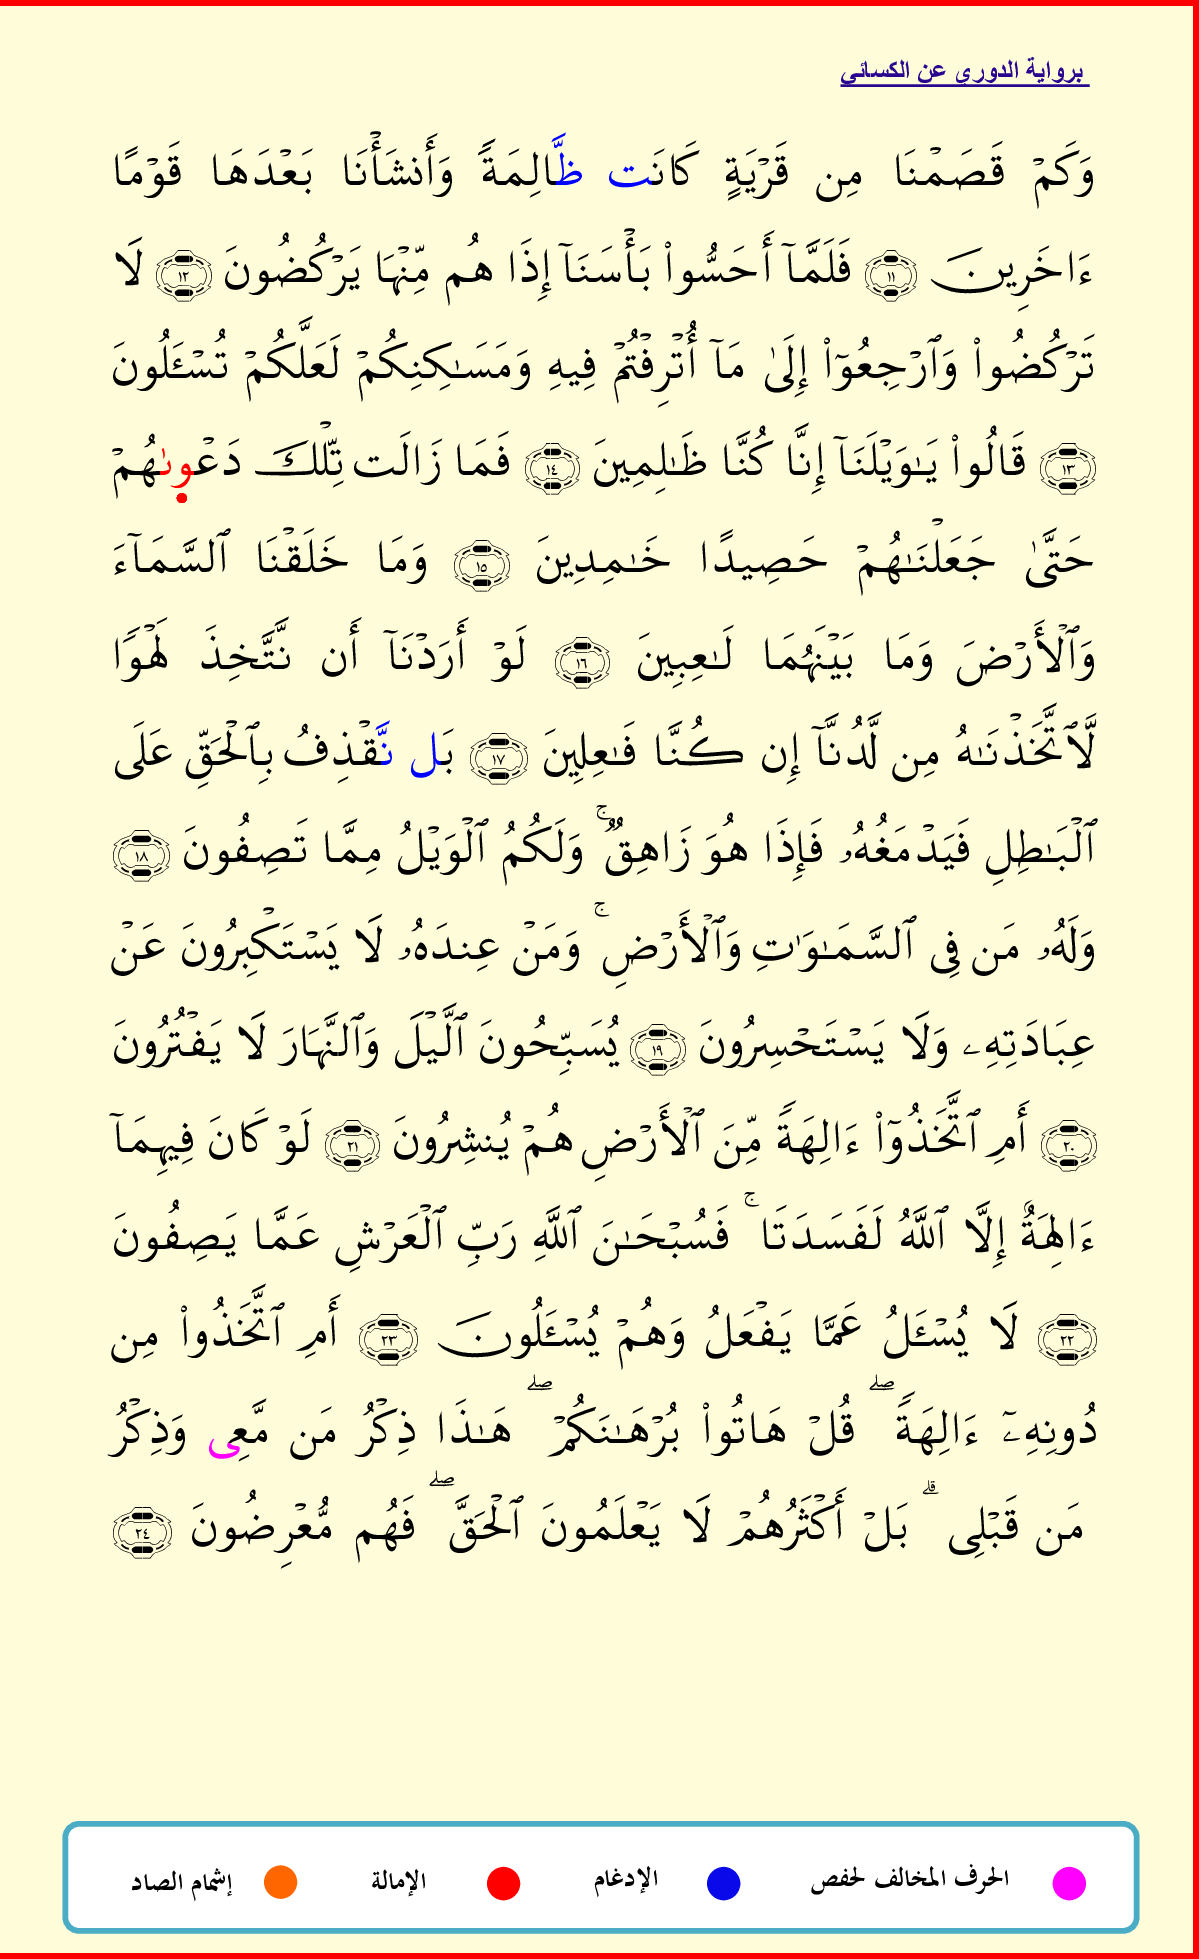 برواية الدوري عن الكسائي
وَكَمۡ قَصَمۡنَا مِن قَرۡيَةٖ كَانَت ظَّالِمَةٗ وَأَنشَأۡنَا بَعۡدَهَا قَوۡمًا
ءَاخَرِينَ ١١ فَلَمَّآ أَحَسُّواْ بَأۡسَنَآ إِذَا هُم مِّنۡهَا يَرۡكُضُونَ ١٢ لَا
تَرۡكُضُواْ وَٱرۡجِعُوٓاْ إِلَىٰ مَآ أُتۡرِفۡتُمۡ فِيهِ وَمَسَٰكِنِكُمۡ لَعَلَّكُمۡ تُسۡـَٔلُونَ
١٣ قَالُواْ يَٰوَيۡلَنَآ إِنَّا كُنَّا ظَٰلِمِينَ ١٤ فَمَا زَالَت تِّلۡكَ دَعۡوىٰهُمۡ
حَتَّىٰ جَعَلۡنَٰهُمۡ حَصِيدًا خَٰمِدِينَ ١٥ وَمَا خَلَقۡنَا ٱلسَّمَآءَ
وَٱلۡأَرۡضَ وَمَا بَيۡنَهُمَا لَٰعِبِينَ ١٦ لَوۡ أَرَدۡنَآ أَن نَّتَّخِذَ لَهۡوٗا
لَّٱتَّخَذۡنَٰهُ مِن لَّدُنَّآ إِن كُنَّا فَٰعِلِينَ ١٧ بَل نَّقۡذِفُ بِٱلۡحَقِّ عَلَى
ٱلۡبَٰطِلِ فَيَدۡمَغُهُۥ فَإِذَا هُوَ زَاهِقٞۚ وَلَكُمُ ٱلۡوَيۡلُ مِمَّا تَصِفُونَ ١٨
وَلَهُۥ مَن فِي ٱلسَّمَٰوَٰتِ وَٱلۡأَرۡضِۚ وَمَنۡ عِندَهُۥ لَا يَسۡتَكۡبِرُونَ عَنۡ
عِبَادَتِهِۦ وَلَا يَسۡتَحۡسِرُونَ ١٩ يُسَبِّحُونَ ٱلَّيۡلَ وَٱلنَّهَارَ لَا يَفۡتُرُونَ
٢٠ أَمِ ٱتَّخَذُوٓاْ ءَالِهَةٗ مِّنَ ٱلۡأَرۡضِ هُمۡ يُنشِرُونَ ٢١ لَوۡ كَانَ فِيهِمَآ
ءَالِهَةٌ إِلَّا ٱللَّهُ لَفَسَدَتَاۚ فَسُبۡحَٰنَ ٱللَّهِ رَبِّ ٱلۡعَرۡشِ عَمَّا يَصِفُونَ
٢٢ لَا يُسۡـَٔلُ عَمَّا يَفۡعَلُ وَهُمۡ يُسۡـَٔلُونَ ٢٣ أَمِ ٱتَّخَذُواْ مِن
دُونِهِۦٓ ءَالِهَةٗۖ قُلۡ هَاتُواْ بُرۡهَٰنَكُمۡۖ هَٰذَا ذِكۡرُ مَن مَّعِي وَذِكۡرُ
مَن قَبۡلِيۗ بَلۡ أَكۡثَرُهُمۡ لَا يَعۡلَمُونَ ٱلۡحَقَّۖ فَهُم مُّعۡرِضُونَ ٢٤
الحرف المخالف لحفص الإدغام الإمالة إشمام الصاد